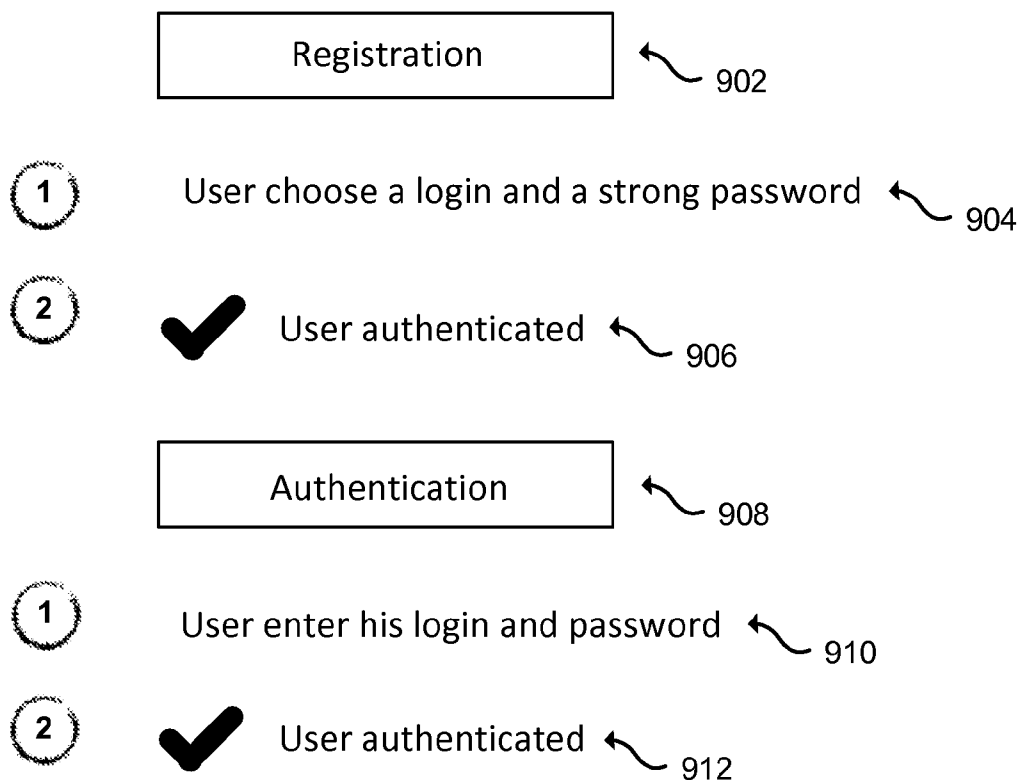 Registration
902
1
User choose a login and a strong password
904
2
User authenticated
906
Authentication
908
1
User enter his login and password
910
2
User authenticated
912